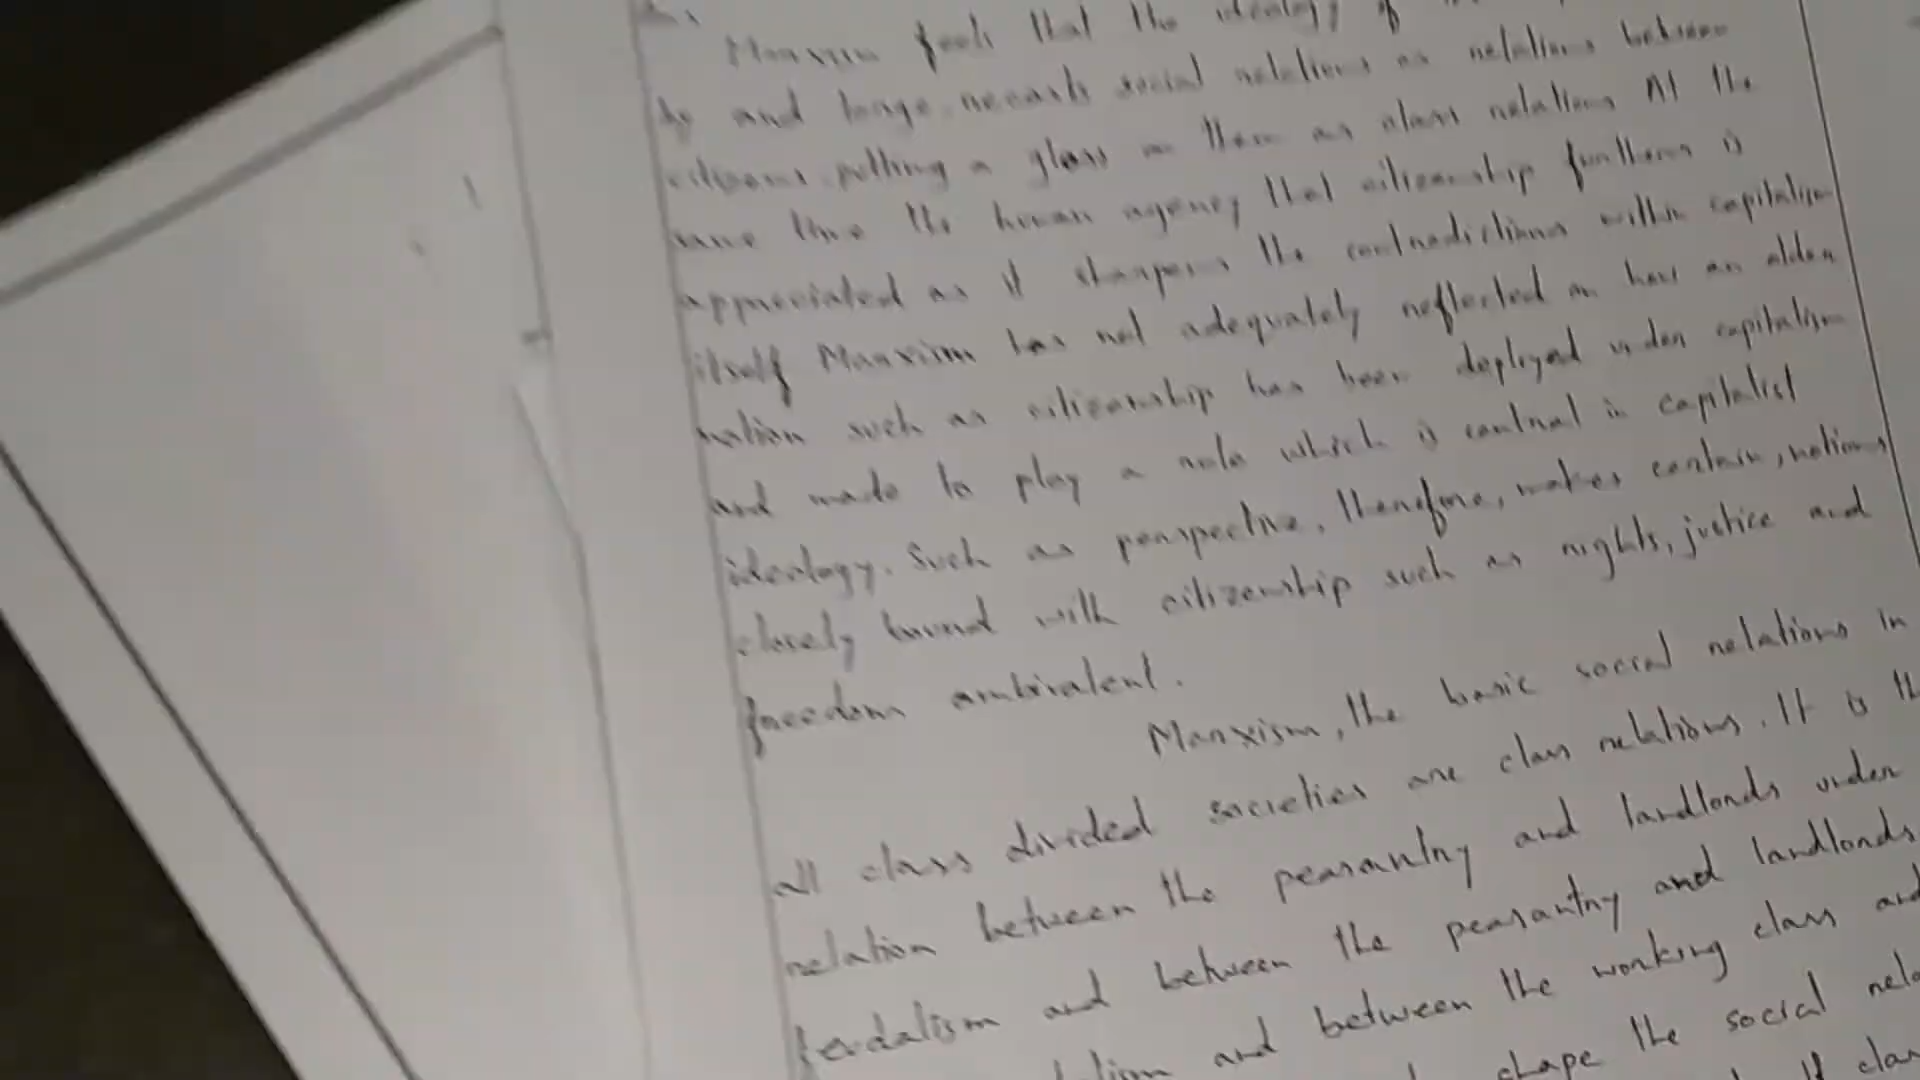 Marxism feels that the ideology of
by and large, recasts social relations as relations between
citizens, putting a gloss on them as class relations At the
same time the human agency that citizenship furthers is
appreciated as it sharpens the contradictions within capitalism
itself Marxism has not adequately reflected on how an older
notion such as citizenship has been deployed under capitalism
and made to play a role which is central in capitalist
ideology. Such as perspective, therefore, makes certain, notions
closely bound with citizenship such as rights, justice and
freedom ambivalent.
Marxism, the basic social relations in
all class divided societies are class relations. It is the
relation between the peasantry and landlords under
feudalism and between the peasantry and landlords
and between the working class and
shape the social